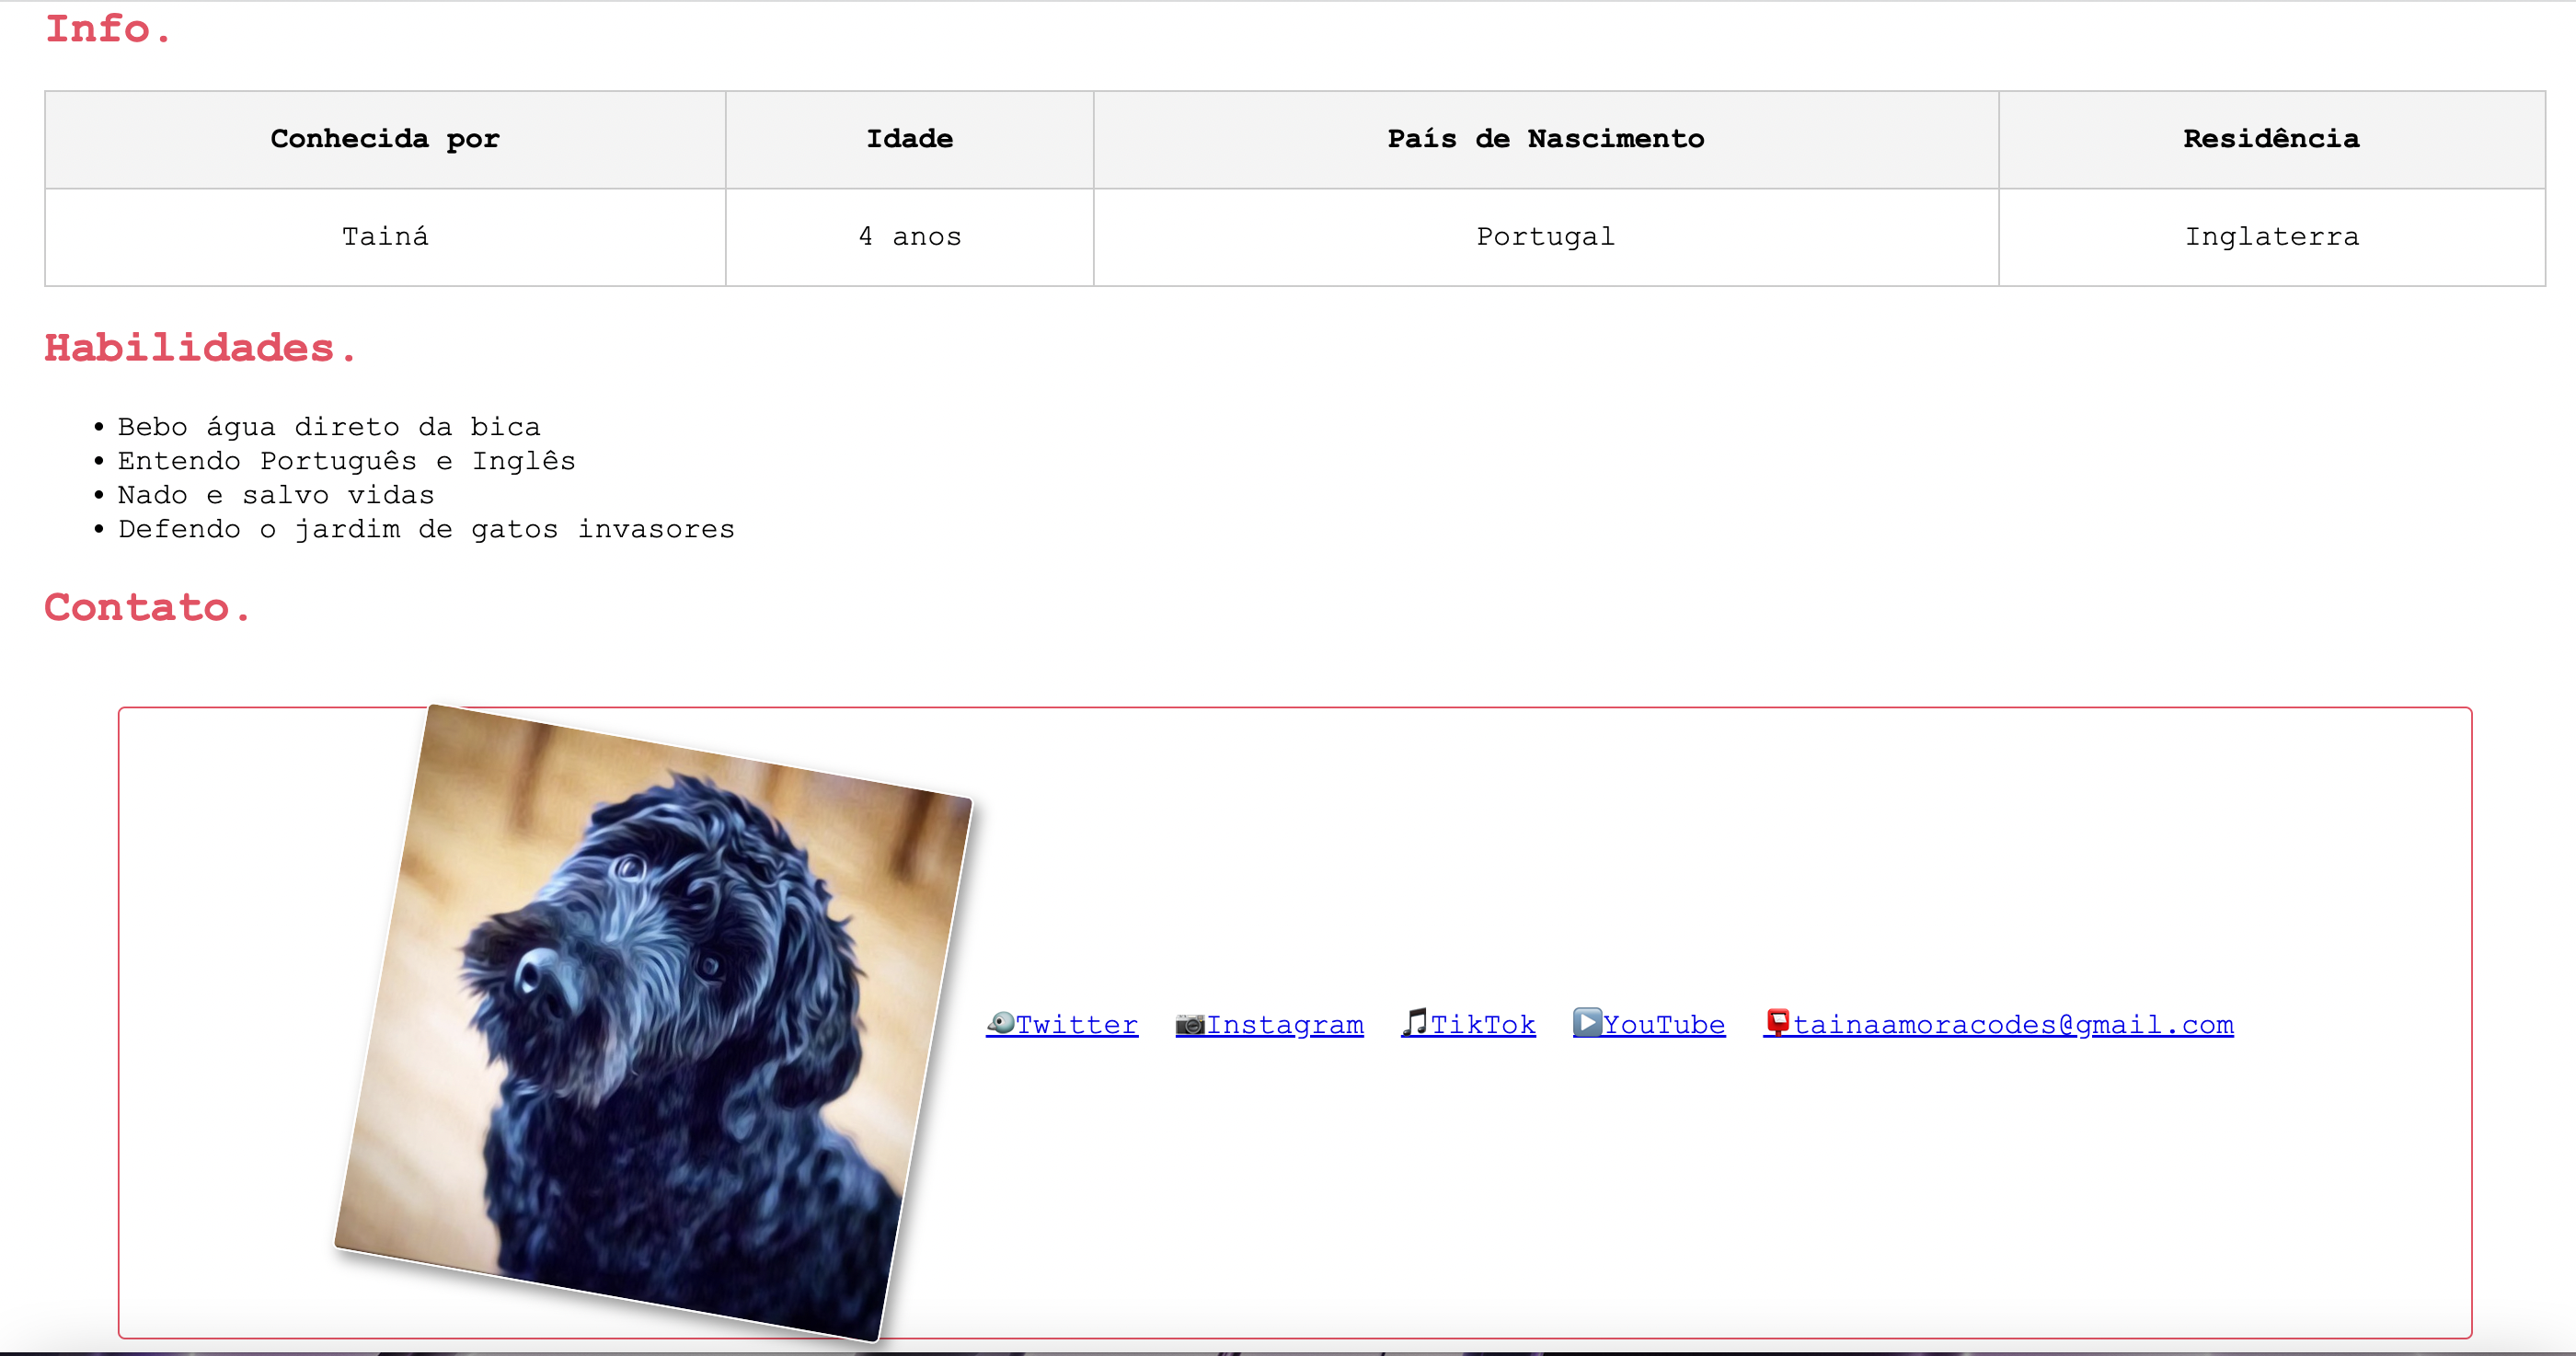 Info.
Conhecida por Idade País de Nascimento Residência
Tainá 4 anos Portugal Inglaterra
Habilidades.
Bebo água direto da bica
Entendo Português e Inglês
Nado e salvo vidas
Defendo o jardim de gatos invasores
Contato.
Twitter Instagram TikTok YouTube tainaamoracodes@gmail.com